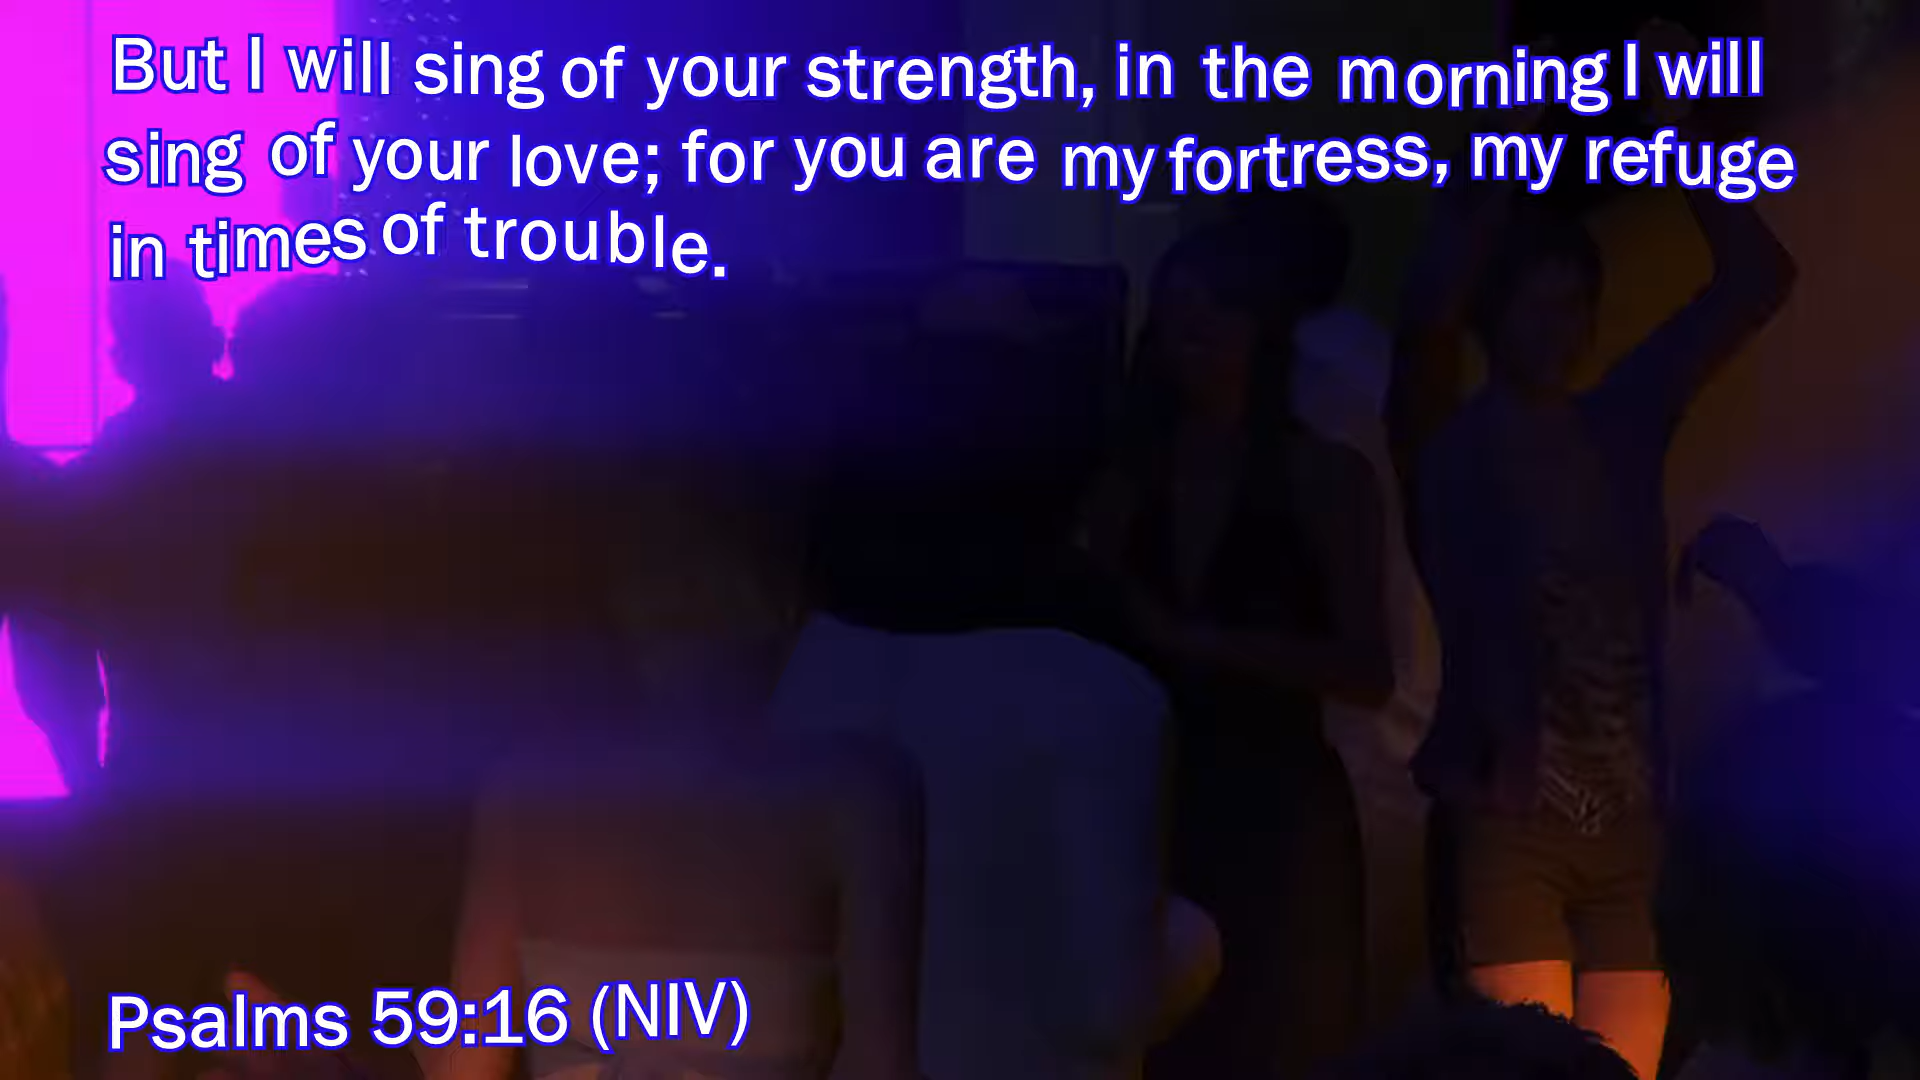 But I will sing of your strength, in the morning I will
sing of your love; for you are my fortress, my refuge
in times of trouble.
Psalms 59:16 (NIV)